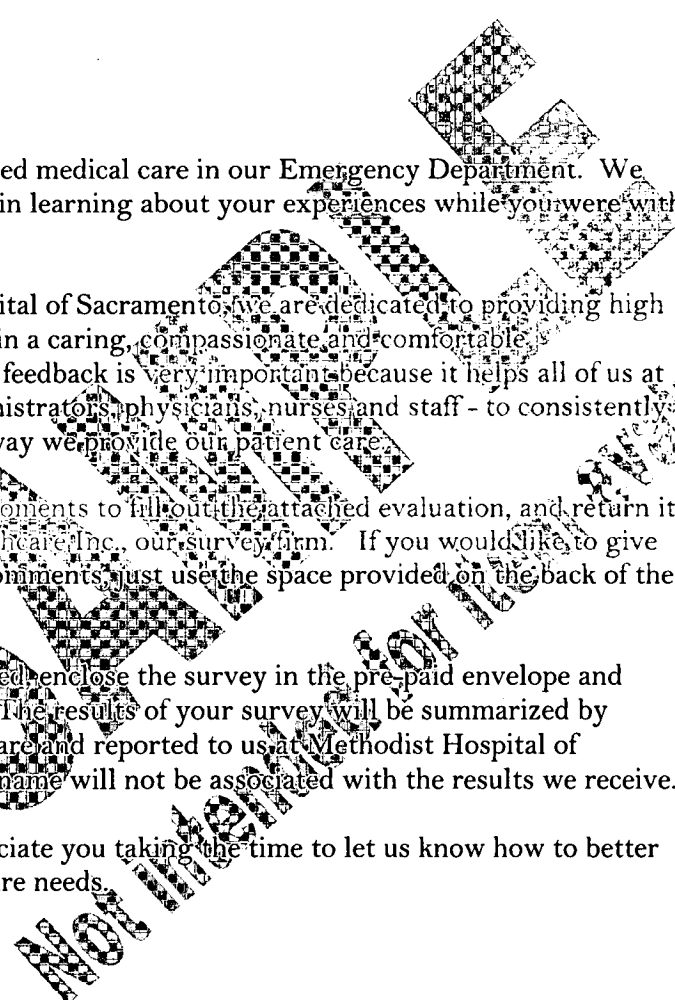 ed medical care in our Emergency Department. We
in learning about your experiences while you were with
ital of Sacramento, we are dedicated to providing high
in a caring, compassionate and comfortable
feedback is very important because it helps all of us at
nistrators, physicians, nurses and staff - to consistently
way we provide our patient care.
oments to fill out the attached evaluation, and return it
hcare Inc., our survey firm. If you would like to give
omments, just use the space provided on the back of the
ed, enclose the survey in the pre-paid envelope and
The results of your survey will be summarized by
are and reported to us at Methodist Hospital of
name will not be associated with the results we receive.
ciate you taking the time to let us know how to better
re needs.
SAMPLE
Not intended for